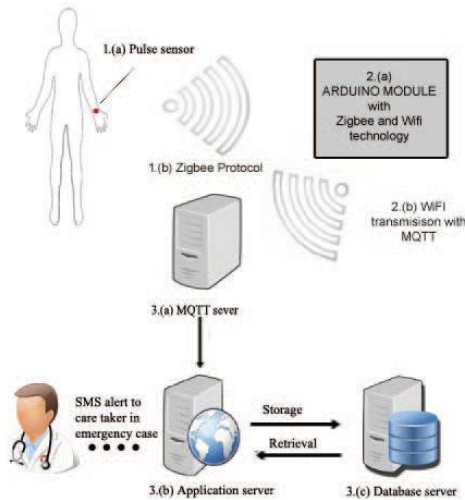 1.(a) Pulse sensor
2.(a)
ARDUINO MODULE
with
Zigbee and Wifi
technology
1.(b) Zigbee Protocol
2.(b) WiFI
transmisison with
MQTT
3.(a) MQTT sever
SMS alert to
care taker in
emergency case
Storage
Retrieval
3.(b) Application server
3.(c) Database server